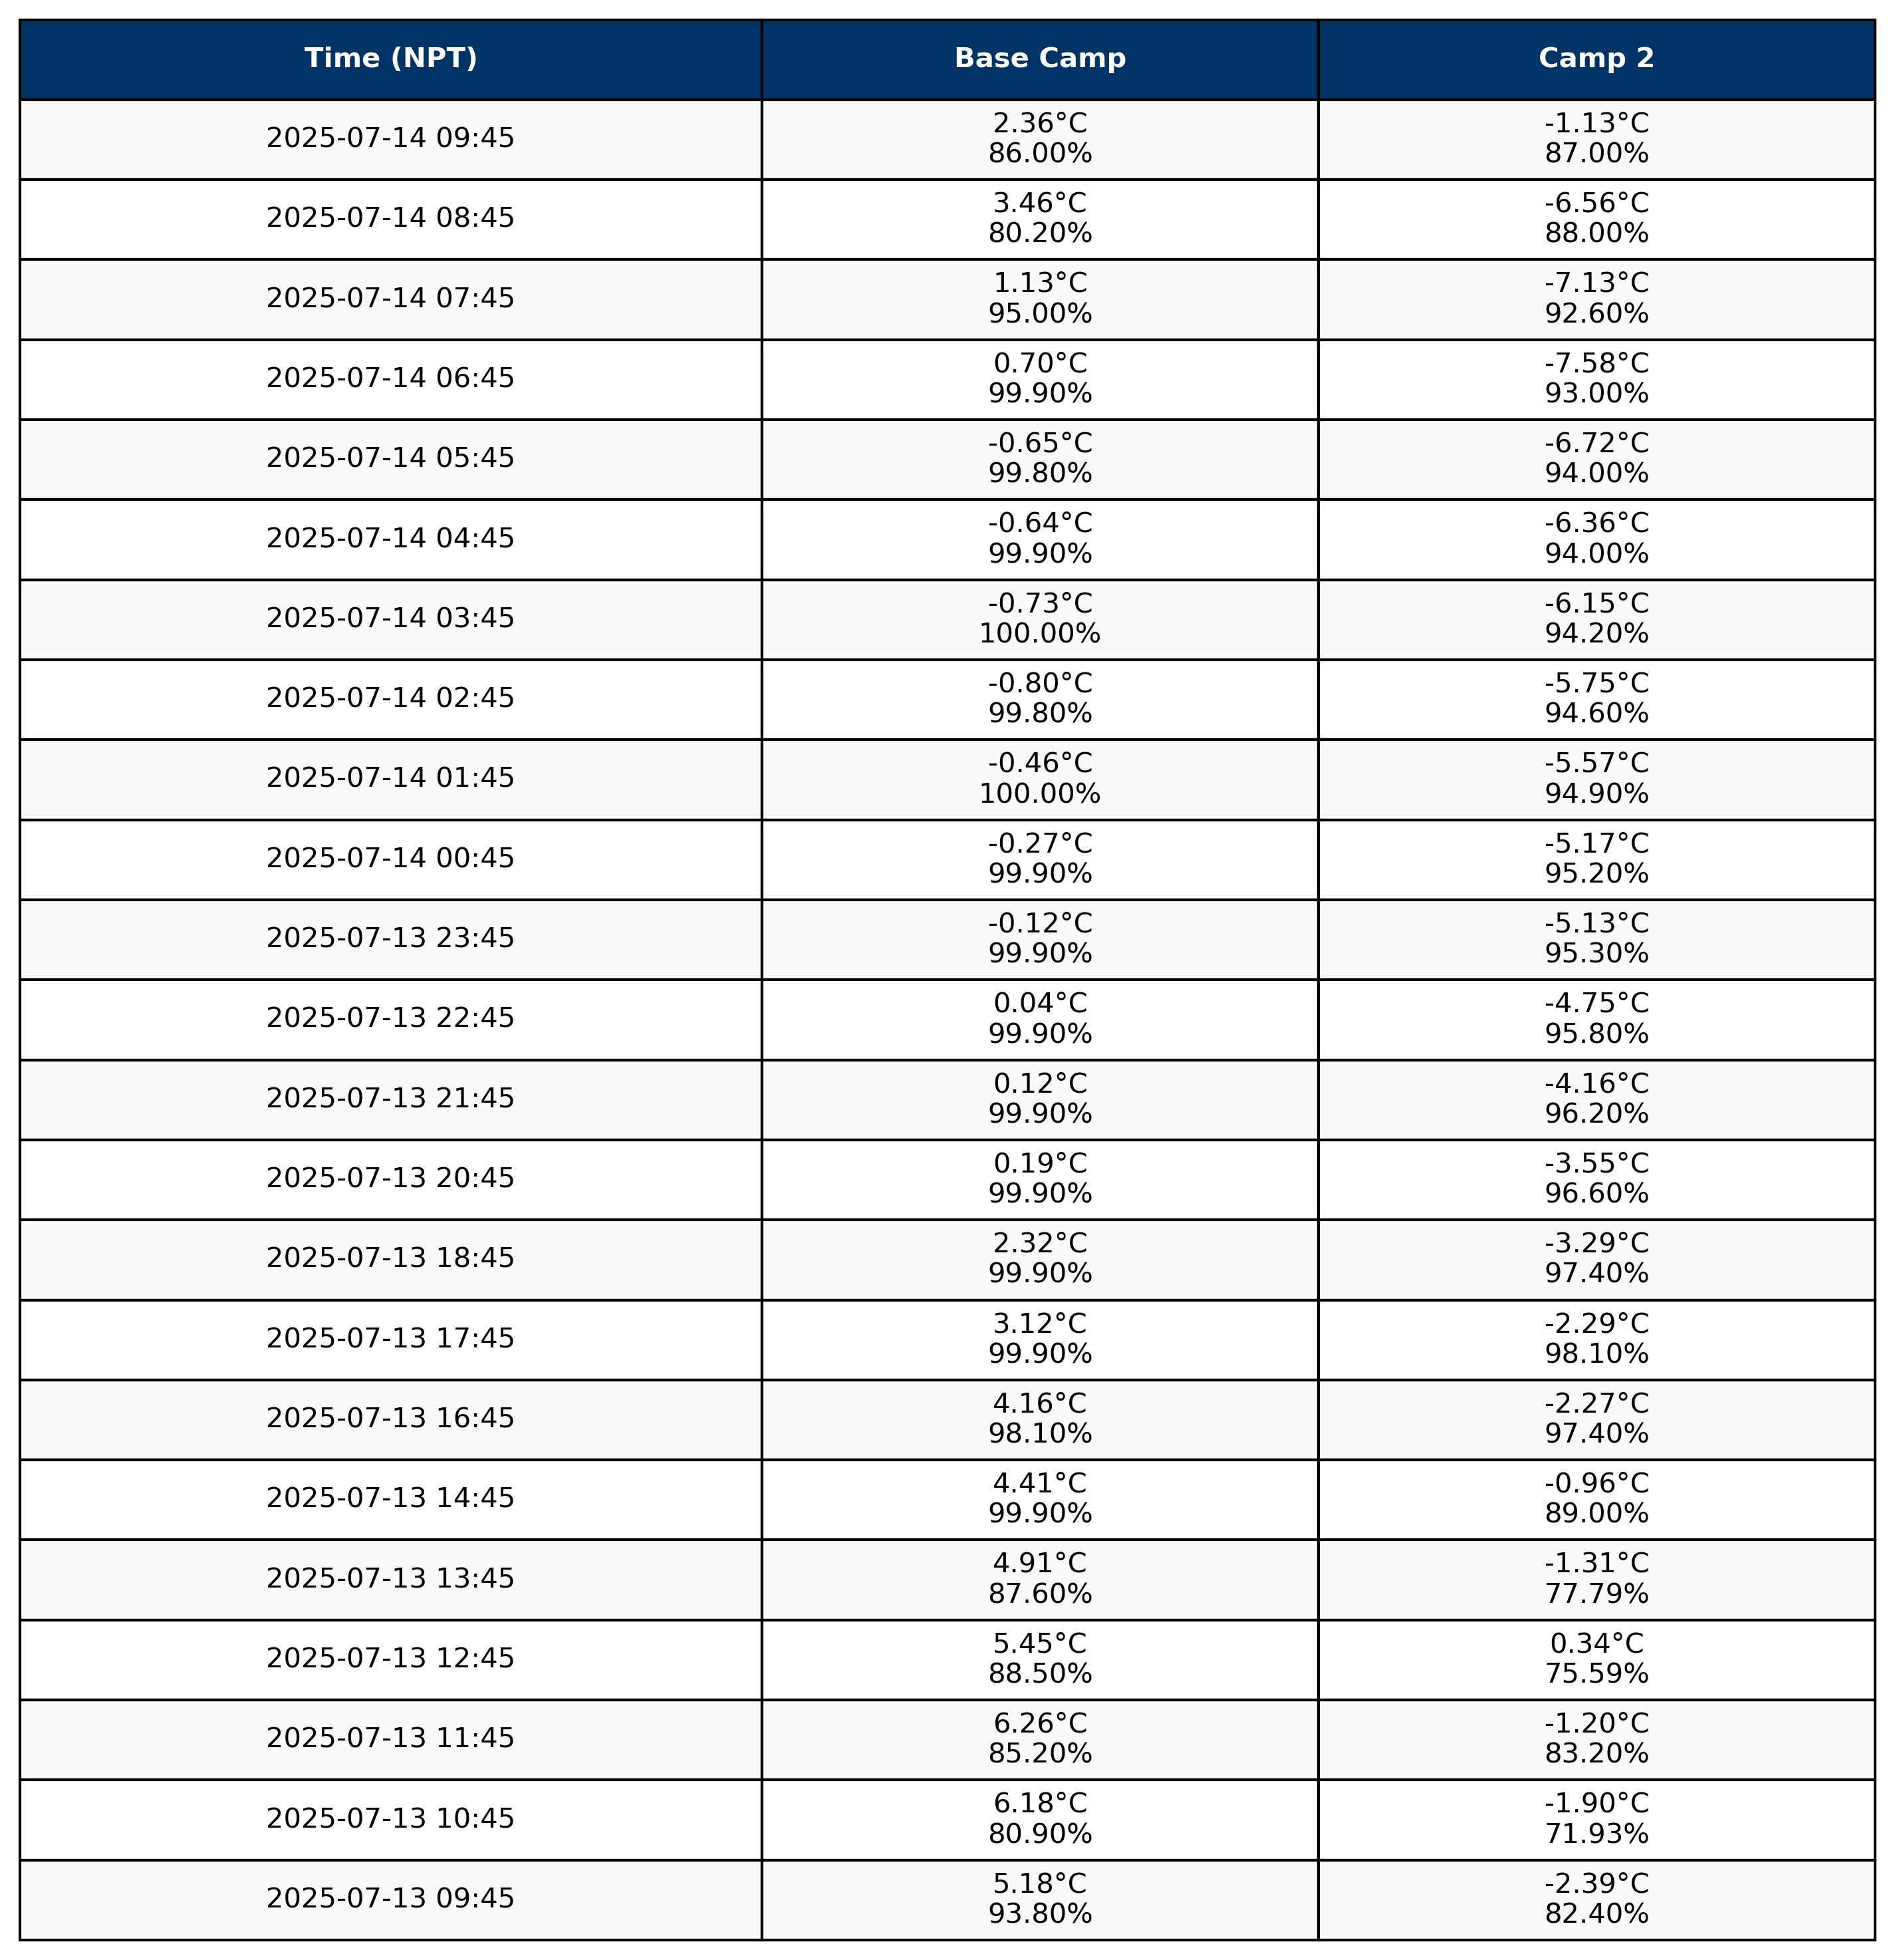 Time (NPT) Base Camp Camp 2
2025-07-14 09:45 2.36°C -1.13°C
86.00% 87.00%
2025-07-14 08:45 3.46°C -6.56°C
80.20% 88.00%
2025-07-14 07:45 1.13°C -7.13°C
95.00% 92.60%
2025-07-14 06:45 0.70°C -7.58°C
99.90% 93.00%
2025-07-14 05:45 -0.65°C -6.72°C
99.80% 94.00%
2025-07-14 04:45 -0.64°C -6.36°C
99.90% 94.00%
2025-07-14 03:45 -0.73°C -6.15°C
100.00% 94.20%
2025-07-14 02:45 -0.80°C -5.75°C
99.80% 94.60%
2025-07-14 01:45 -0.46°C -5.57°C
100.00% 94.90%
2025-07-14 00:45 -0.27°C -5.17°C
99.90% 95.20%
2025-07-13 23:45 -0.12°C -5.13°C
99.90% 95.30%
2025-07-13 22:45 0.04°C -4.75°C
99.90% 95.80%
2025-07-13 21:45 0.12°C -4.16°C
99.90% 96.20%
2025-07-13 20:45 0.19°C -3.55°C
99.90% 96.60%
2025-07-13 18:45 2.32°C -3.29°C
99.90% 97.40%
2025-07-13 17:45 3.12°C -2.29°C
99.90% 98.10%
2025-07-13 16:45 4.16°C -2.27°C
98.10% 97.40%
2025-07-13 14:45 4.41°C -0.96°C
99.90% 89.00%
2025-07-13 13:45 4.91°C -1.31°C
87.60% 77.79%
2025-07-13 12:45 5.45°C 0.34°C
88.50% 75.59%
2025-07-13 11:45 6.26°C -1.20°C
85.20% 83.20%
2025-07-13 10:45 6.18°C -1.90°C
80.90% 71.93%
2025-07-13 09:45 5.18°C -2.39°C
93.80% 82.40%